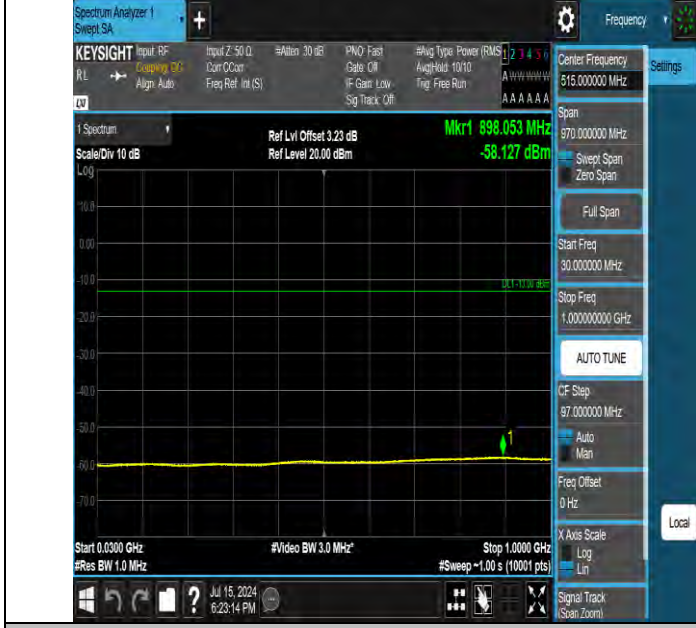 Spectrum Analyzer 1
Swept SA
+
Frequency
KEYSIGHT
RL
Input: RF
Coupling: DC
Align: Auto
Input Z: 50 Ω
Corr CCorr
Freq Ref: Int (S)
#Atten: 30 dB
PNO: Fast
Gate: Off
IF Gain: Low
Sig Track: Off
#Avg Type: Power (RMS
Avg|Hold: 10/10
Trig: Free Run
1 2 3 4 5 6
A W W W W W
A A A A A A
LXI
Settings
Center Frequency
515.000000 MHz
Span
970.000000 MHz
Swept Span
Zero Span
Full Span
Start Freq
30.000000 MHz
Stop Freq
1.000000000 GHz
AUTO TUNE
CF Step
97.000000 MHz
Auto
Man
Freq Offset
0 Hz
X Axis Scale
Log
Lin
Signal Track
(Span Zoom)
Local
1 Spectrum
Scale/Div 10 dB
Log
Ref Lvl Offset 3.23 dB
Ref Level 20.00 dBm
Mkr1 898.053 MHz
-58.127 dBm
10.0
0.00
-10.0
DL1 -13.00 dBm
-20.0
-30.0
-40.0
-50.0
1
-60.0
-70.0
Start 0.0300 GHz
#Res BW 1.0 MHz
#Video BW 3.0 MHz*
Stop 1.0000 GHz
#Sweep ~1.00 s (10001 pts)
?
Jul 15, 2024
6:23:14 PM